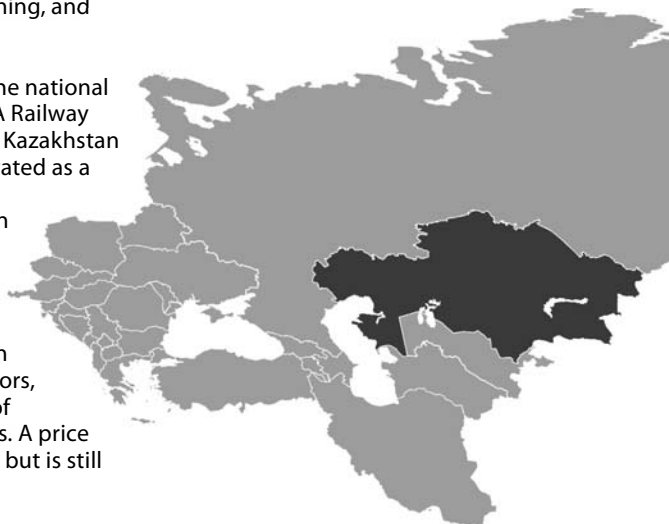 ning, and
he national
A Railway
Kazakhstan
ated as a
n
n
ors,
of
s. A price
but is still